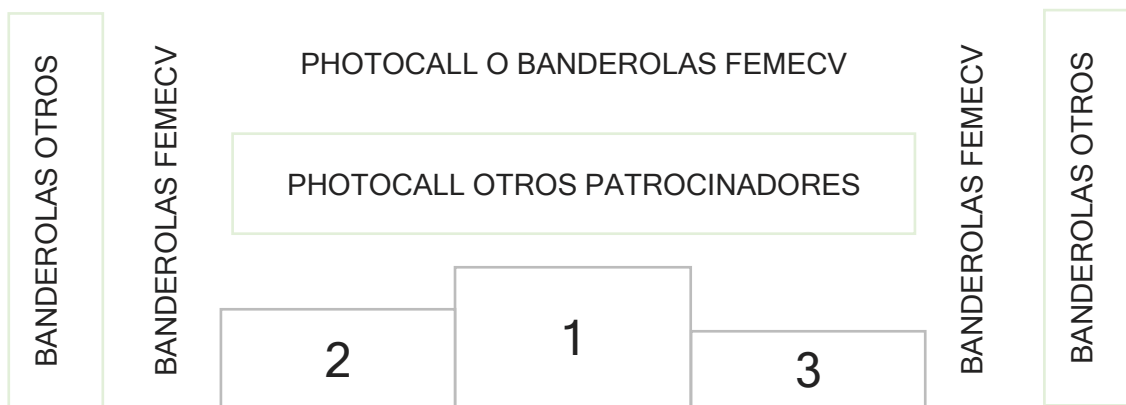 BANDEROLAS OTROS
BANDEROLAS FEMECV
PHOTOCALL O BANDEROLAS FEMECV
PHOTOCALL OTROS PATROCINADORES
2
1
3
BANDEROLAS FEMECV
BANDEROLAS OTROS